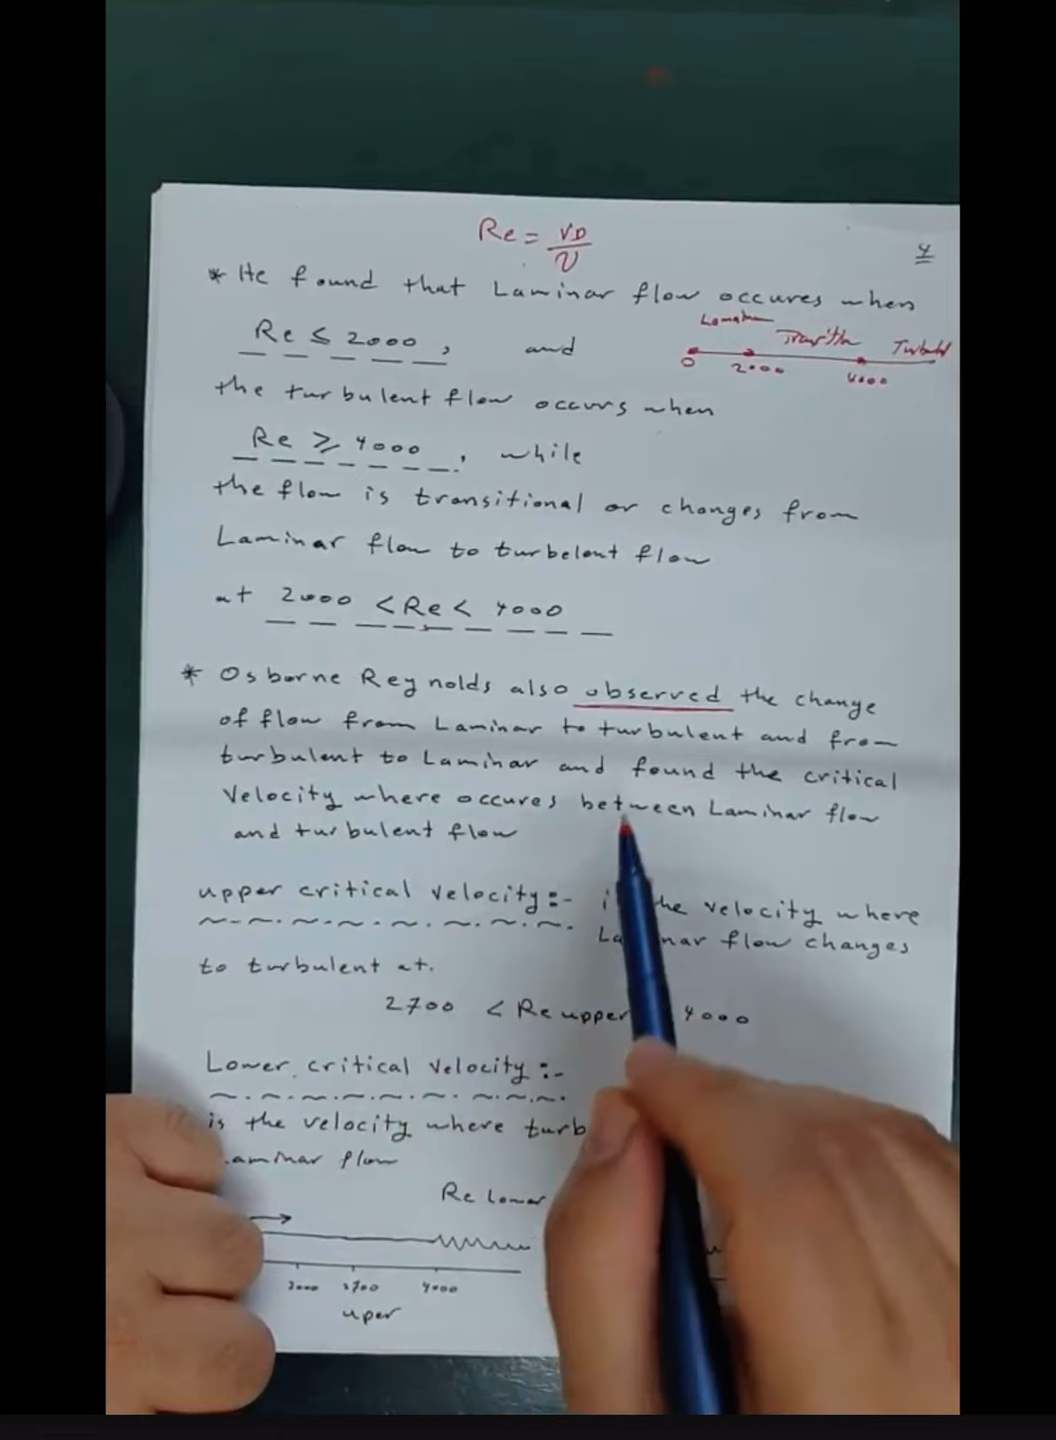 Re = VD / ν
4
* He found that Laminar flow occures when
Re ≤ 2000, and
Turbulent
0 2000 4000
the turbulent flow occurs when
Re ≥ 4000, while
the flow is transitional or changes from
Laminar flow to turbelent flow
at 2000 < Re < 4000
* Osborne Reynolds also observed the change
of flow from Laminar to turbulent and from
turbulent to Laminar and found the critical
Velocity where occures between Laminar flow
and turbulent flow
upper critical velocity:- the velocity where
flow changes
to turbulent at.
2700 < Re upper 4000
Lower critical velocity :-
is the velocity where
flow
Re lower
2000 2700 4000
uper